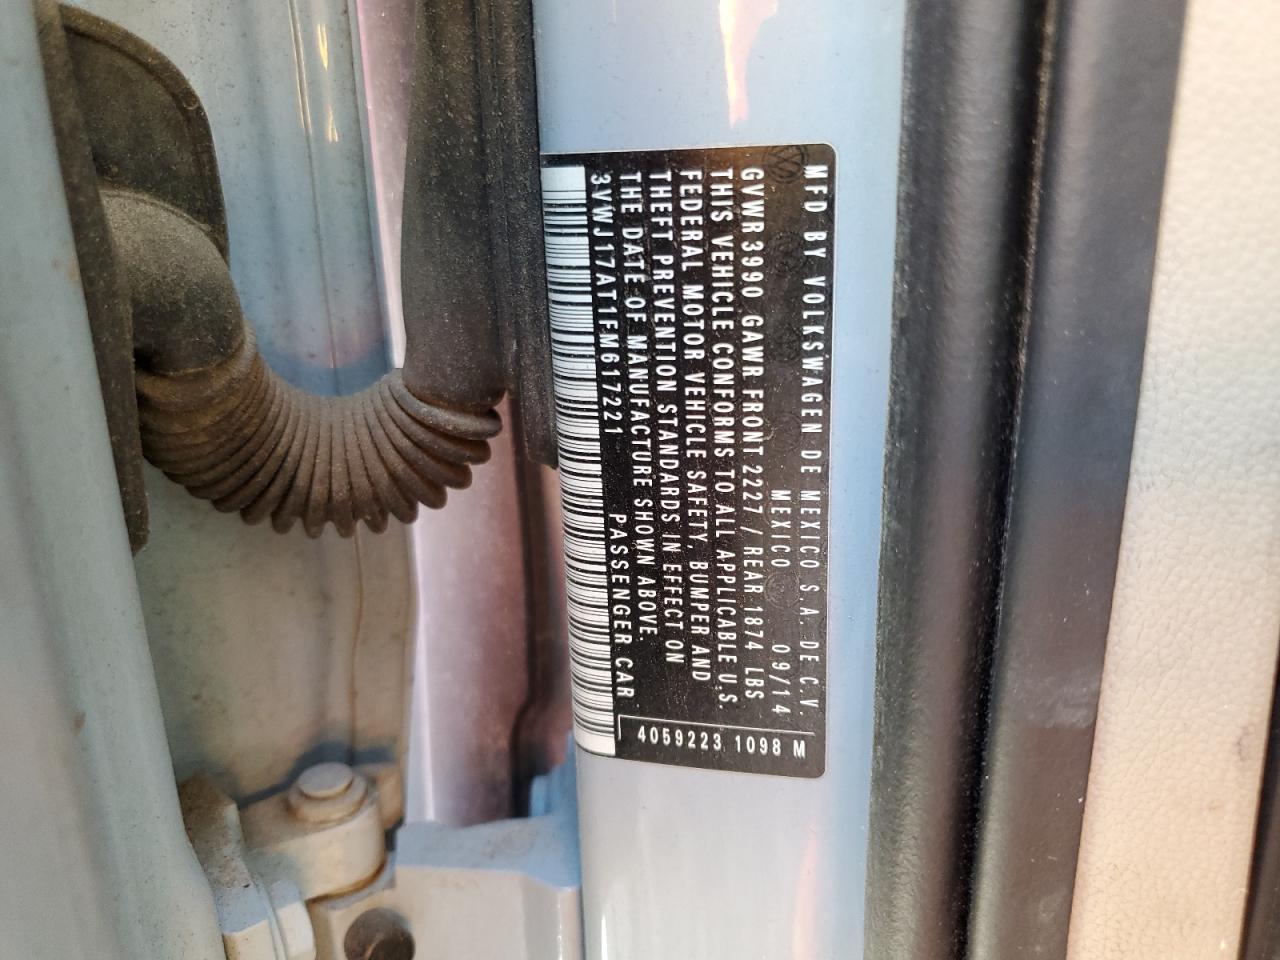 MFD BY VOLKSWAGEN DE MEXICO S.A. DE C.V.
MEXICO 09/14
GVWR 3990 GAWR FRONT 2227 / REAR 1874 LBS
THIS VEHICLE CONFORMS TO ALL APPLICABLE U.S.
FEDERAL MOTOR VEHICLE SAFETY, BUMPER AND
THEFT PREVENTION STANDARDS IN EFFECT ON
THE DATE OF MANUFACTURE SHOWN ABOVE.
3VWJ17AT1FM617221 PASSENGER CAR
4059223 1098 M